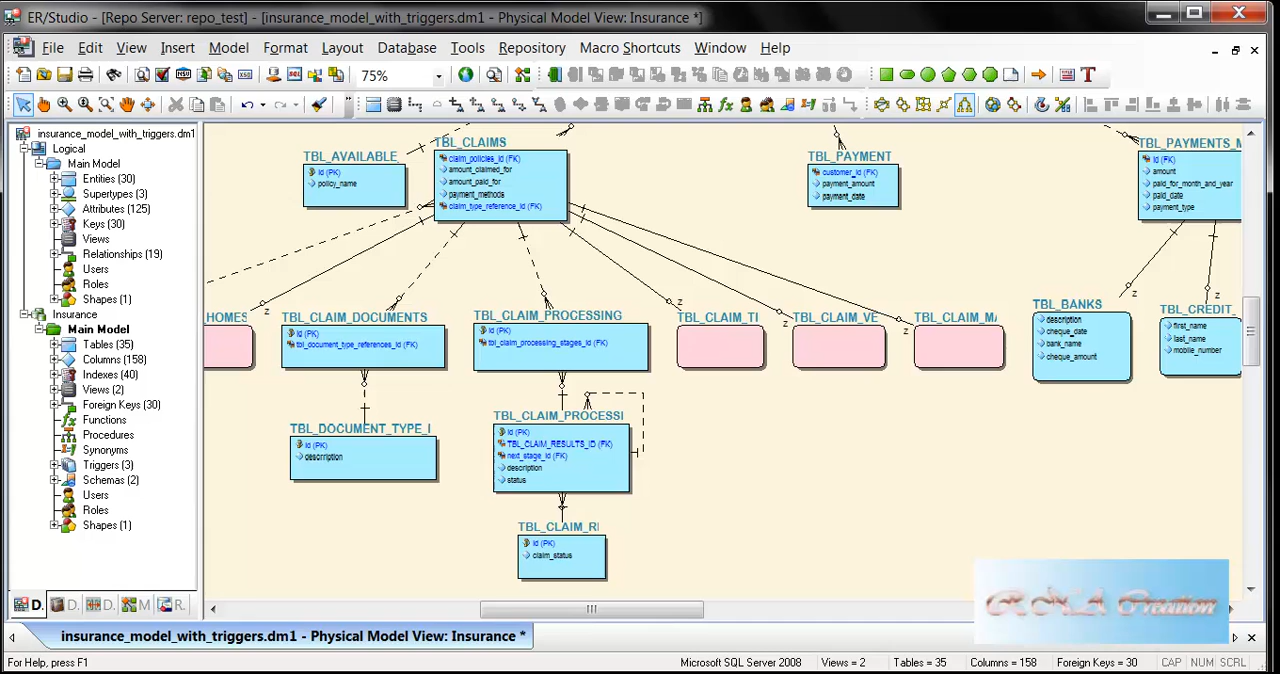 ER/Studio - [Repo Server: repo_test] - [insurance_model_with_triggers.dm1 - Physical Model View: Insurance *]
File Edit View Insert Model Format Layout Database Tools Repository Macro Shortcuts Window Help
75%
insurance_model_with_triggers.dm1
Logical
Main Model
Entities (30)
Supertypes (3)
Attributes (125)
Keys (30)
Views
Relationships (19)
Users
Roles
Shapes (1)
Insurance
Main Model
Tables (35)
Columns (158)
Indexes (40)
Views (2)
Foreign Keys (30)
Functions
Procedures
Synonyms
Triggers (3)
Schemas (2)
Users
Roles
Shapes (1)
D. D. D. M R.
TBL_AVAILABLE
id (PK)
policy_name
TBL_CLAIMS
claim_policies_id (FK)
amount_claimed_for
amount_paid_for
payment_methods
claim_type_reference_id (FK)
TBL_PAYMENT
customer_id (FK)
payment_amount
payment_date
TBL_PAYMENTS_M
id (FK)
amount
paid_for_month_and_year
paid_date
payment_type
HOMES
TBL_CLAIM_DOCUMENTS
id (PK)
tbl_document_type_references_id (FK)
TBL_CLAIM_PROCESSING
id (PK)
tbl_claim_processing_stages_id (FK)
TBL_CLAIM_TI
z
TBL_CLAIM_VE
z
TBL_CLAIM_MA
z
z
TBL_BANKS
description
cheque_date
bank_name
cheque_amount
z
TBL_CREDIT_
first_name
last_name
mobile_number
z
TBL_DOCUMENT_TYPE_I
id (PK)
description
TBL_CLAIM_PROCESSI
id (PK)
TBL_CLAIM_RESULTS_ID (FK)
next_stage_id (FK)
description
status
TBL_CLAIM_RI
id (PK)
claim_status
RNA Creation
insurance_model_with_triggers.dm1 - Physical Model View: Insurance *
For Help, press F1 Microsoft SQL Server 2008 Views = 2 Tables = 35 Columns = 158 Foreign Keys = 30 CAP NUM SCRL